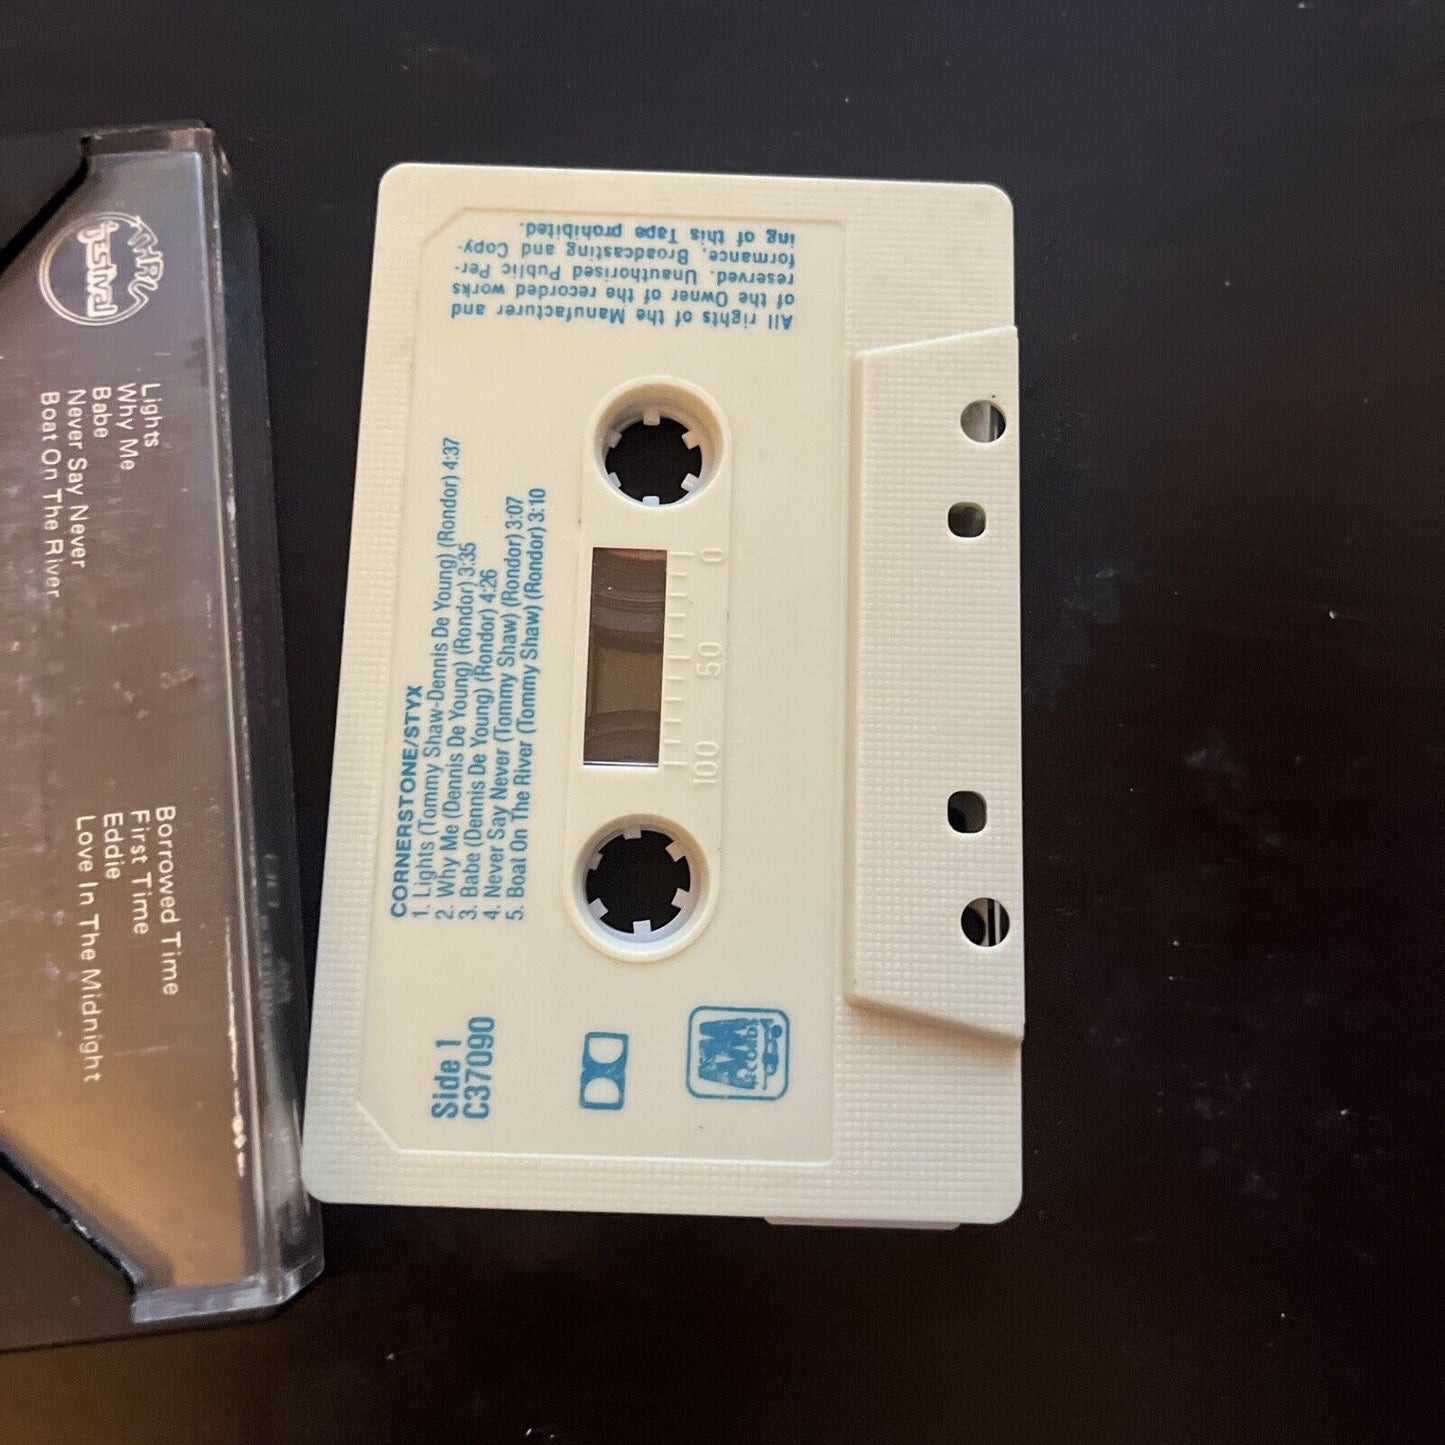 THRU
festival
Lights
Why Me
Babe
Never Say Never
Boat On The River
Borrowed Time
First Time
Eddie
Love In The Midnight
CORNERSTONE/STYX
1. Lights (Tommy Shaw-Dennis De Young) (Rondor) 4:37
2. Why Me (Dennis De Young) (Rondor) 3:35
3. Babe (Dennis De Young) (Rondor) 4:26
4. Never Say Never (Tommy Shaw) (Rondor) 3:07
5. Boat On The River (Tommy Shaw) (Rondor) 3:10
Side 1
C37090
100 50 0
A&M
RECORDS
All rights of the Manufacturer and
of the Owner of the recorded works
reserved. Unauthorised Public Per-
formance, Broadcasting and Copy-
ing of this Tape prohibited.